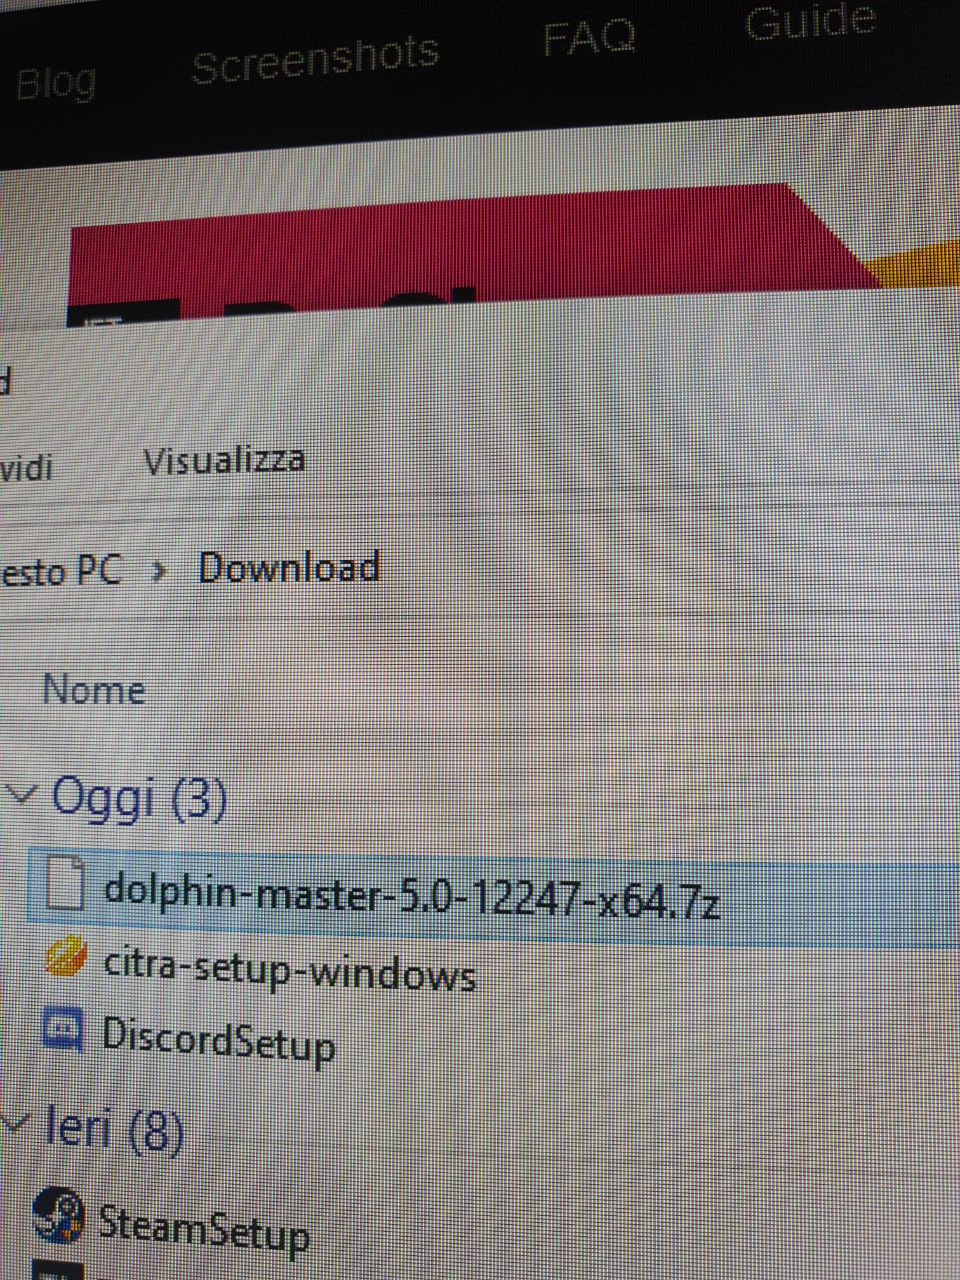 Blog Screenshots FAQ Guide
d
vidi Visualizza
esto PC › Download
Nome
Oggi (3)
dolphin-master-5.0-12247-x64.7z
citra-setup-windows
DiscordSetup
Ieri (8)
SteamSetup